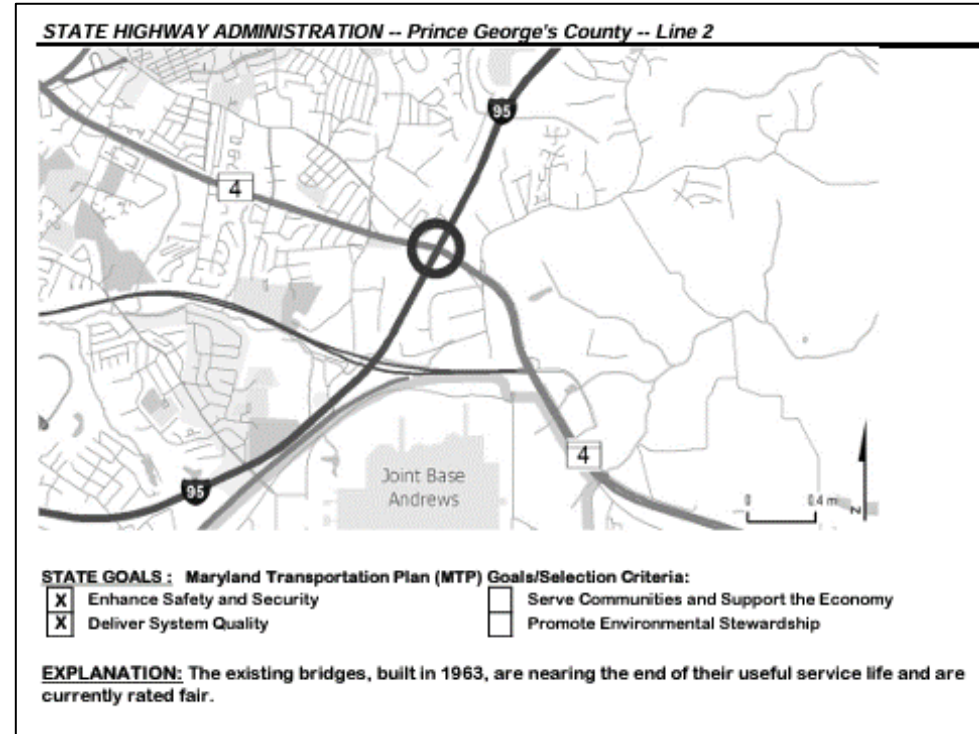 STATE HIGHWAY ADMINISTRATION -- Prince George's County -- Line 2
95
4
4
95
Joint Base
Andrews
0 0.4 m
N
STATE GOALS : Maryland Transportation Plan (MTP) Goals/Selection Criteria:
X Enhance Safety and Security Serve Communities and Support the Economy
X Deliver System Quality Promote Environmental Stewardship
EXPLANATION: The existing bridges, built in 1963, are nearing the end of their useful service life and are
currently rated fair.